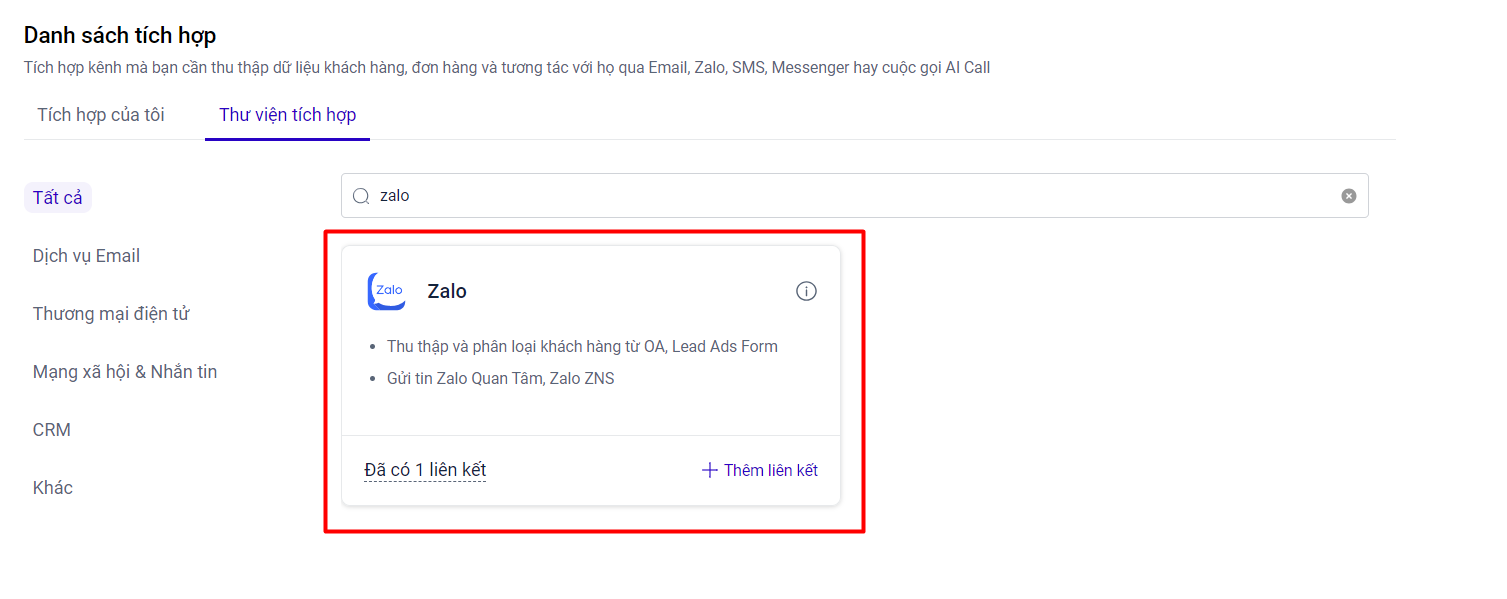 Danh sách tích hợp
Tích hợp kênh mà bạn cần thu thập dữ liệu khách hàng, đơn hàng và tương tác với họ qua Email, Zalo, SMS, Messenger hay cuộc gọi AI Call
Tích hợp của tôi
Thư viện tích hợp
Tất cả
Dịch vụ Email
Thương mại điện tử
Mạng xã hội & Nhắn tin
CRM
Khác
zalo
Zalo
Zalo
Thu thập và phân loại khách hàng từ OA, Lead Ads Form
Gửi tin Zalo Quan Tâm, Zalo ZNS
Đã có 1 liên kết
Thêm liên kết